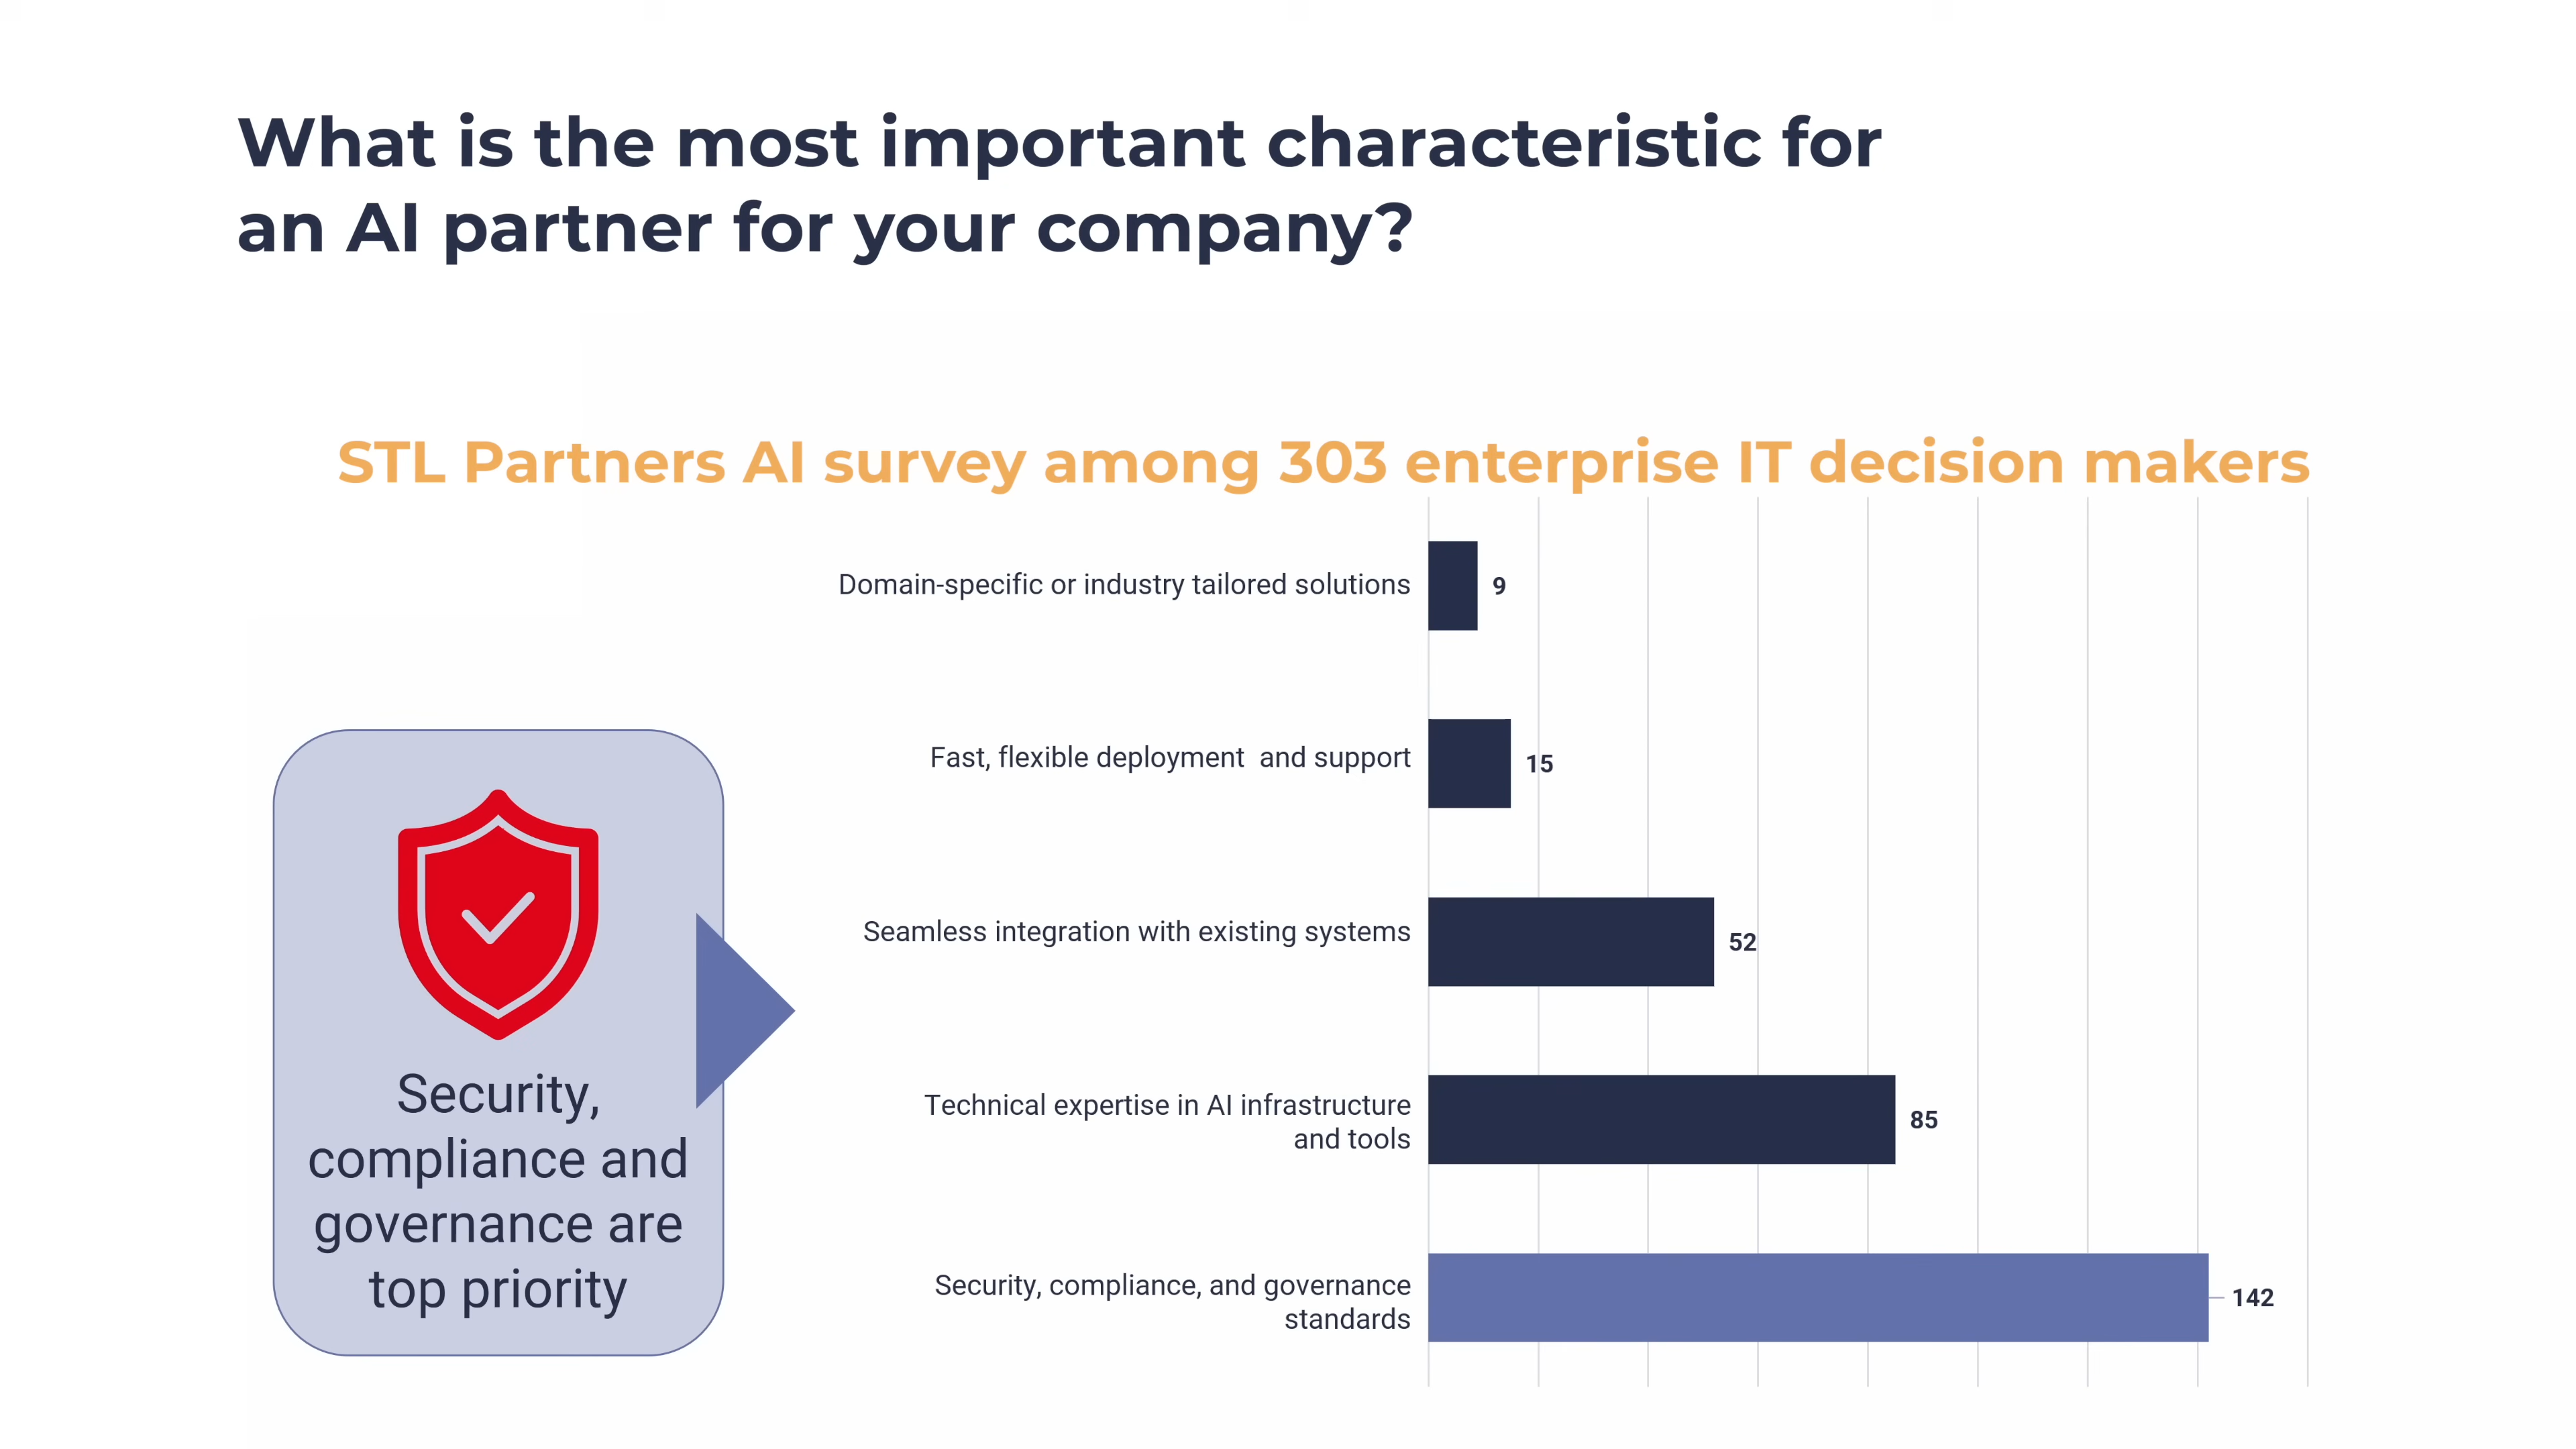 What is the most important characteristic for
an AI partner for your company?
STL Partners AI survey among 303 enterprise IT decision makers
Domain-specific or industry tailored solutions
9
Fast, flexible deployment  and support
15
Seamless integration with existing systems
52
Technical expertise in AI infrastructure
and tools
85
Security, compliance, and governance
standards
142
Security,
compliance and
governance are
top priority